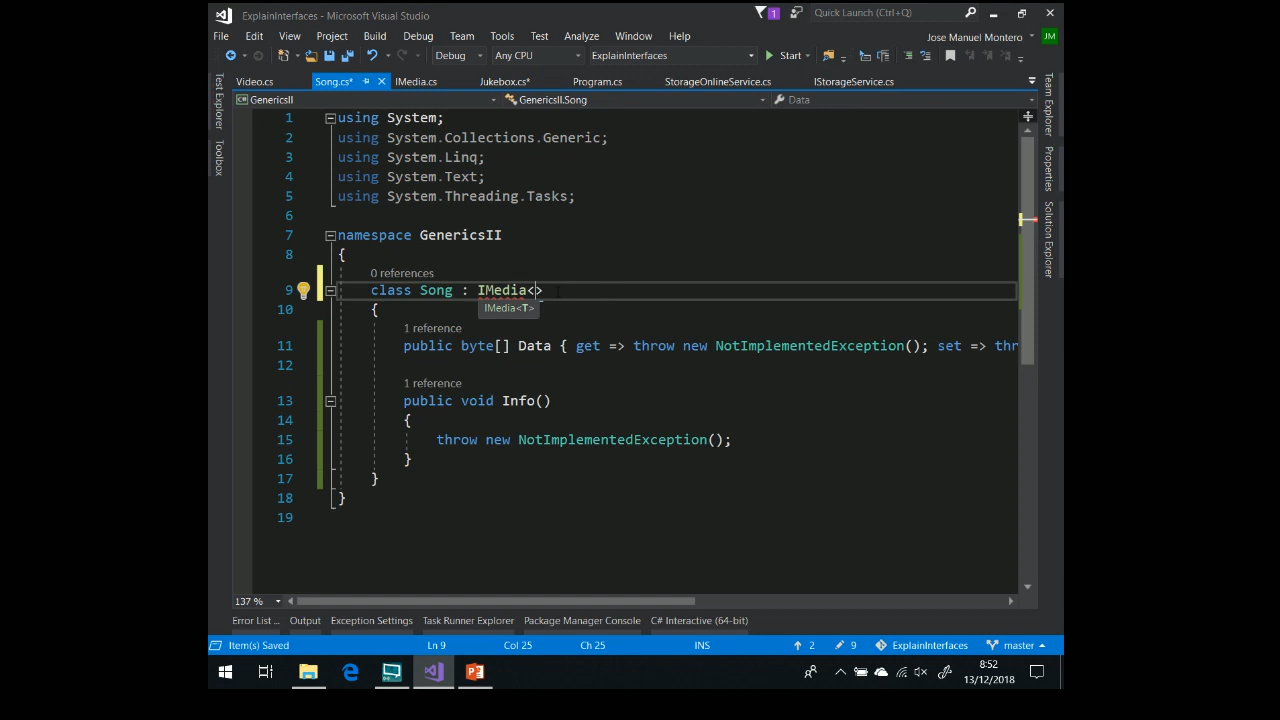 ExplainInterfaces - Microsoft Visual Studio
1
Quick Launch (Ctrl+Q)
File Edit View Project Build Debug Team Tools Test Analyze Window Help
Jose Manuel Montero
JM
Debug
Any CPU
ExplainInterfaces
Start
Video.cs
Song.cs*
IMedia.cs
Jukebox.cs*
Program.cs
StorageOnlineService.cs
IStorageService.cs
GenericsII
GenericsII.Song
Data
Test Explorer
Toolbox
Team Explorer
Properties
Solution Explorer
1 using System;
2 using System.Collections.Generic;
3 using System.Linq;
4 using System.Text;
5 using System.Threading.Tasks;
6
7 namespace GenericsII
8 {
0 references
9 class Song : IMedia<>
10 {
IMedia<T>
1 reference
11 public byte[] Data { get => throw new NotImplementedException(); set => thr
12
1 reference
13 public void Info()
14 {
15 throw new NotImplementedException();
16 }
17 }
18 }
19
137 %
Error List ...
Output
Exception Settings
Task Runner Explorer
Package Manager Console
C# Interactive (64-bit)
Item(s) Saved
Ln 9
Col 25
Ch 25
INS
2
9
ExplainInterfaces
master
8:52
13/12/2018